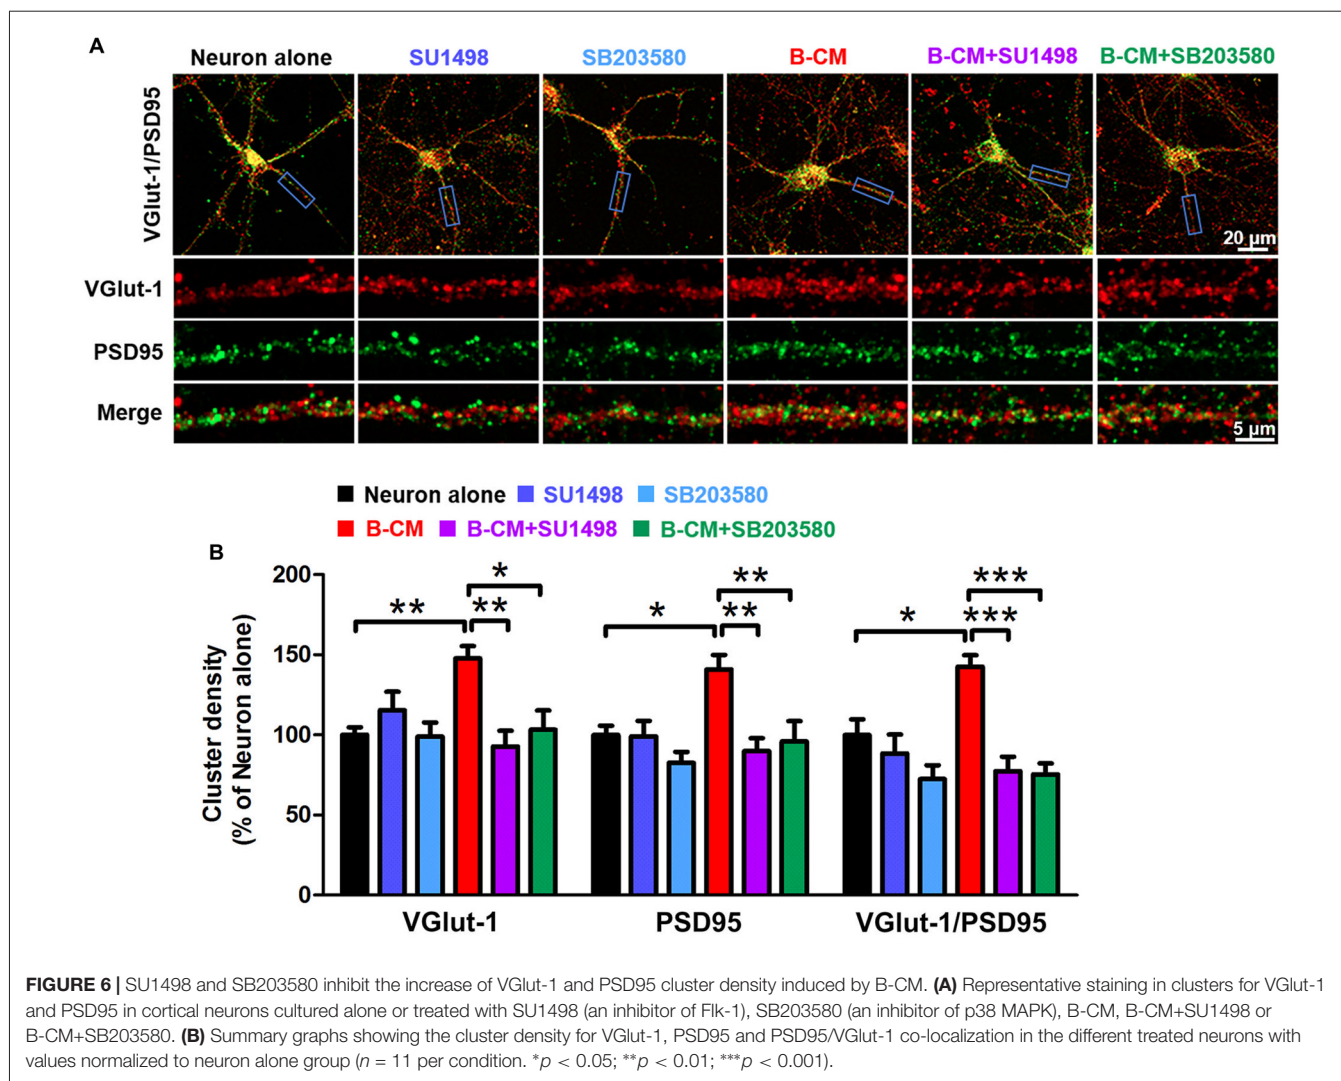 A
Neuron alone SU1498 SB203580 B-CM B-CM+SU1498 B-CM+SB203580
VGlut-1/PSD95
20 µm
VGlut-1
PSD95
Merge
5 µm
Neuron alone SU1498 SB203580
B-CM B-CM+SU1498 B-CM+SB203580
B
Cluster density
(% of Neuron alone)
200
150
100
50
0
** ** *
* ** **
* *** ***
VGlut-1 PSD95 VGlut-1/PSD95
FIGURE 6 | SU1498 and SB203580 inhibit the increase of VGlut-1 and PSD95 cluster density induced by B-CM. (A) Representative staining in clusters for VGlut-1
and PSD95 in cortical neurons cultured alone or treated with SU1498 (an inhibitor of Flk-1), SB203580 (an inhibitor of p38 MAPK), B-CM, B-CM+SU1498 or
B-CM+SB203580. (B) Summary graphs showing the cluster density for VGlut-1, PSD95 and PSD95/VGlut-1 co-localization in the different treated neurons with
values normalized to neuron alone group (n = 11 per condition. *p < 0.05; **p < 0.01; ***p < 0.001).